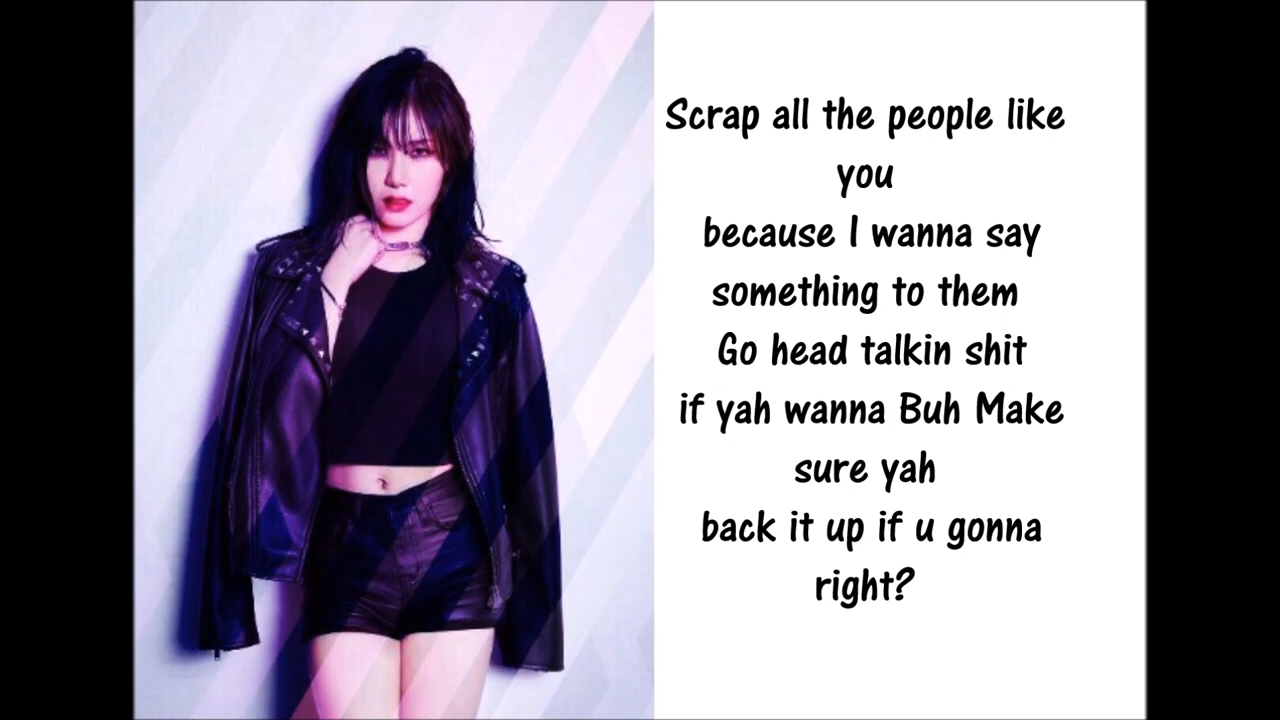 Scrap all the people like
you
because I wanna say
something to them
Go head talkin shit
if yah wanna Buh Make
sure yah
back it up if u gonna
right?